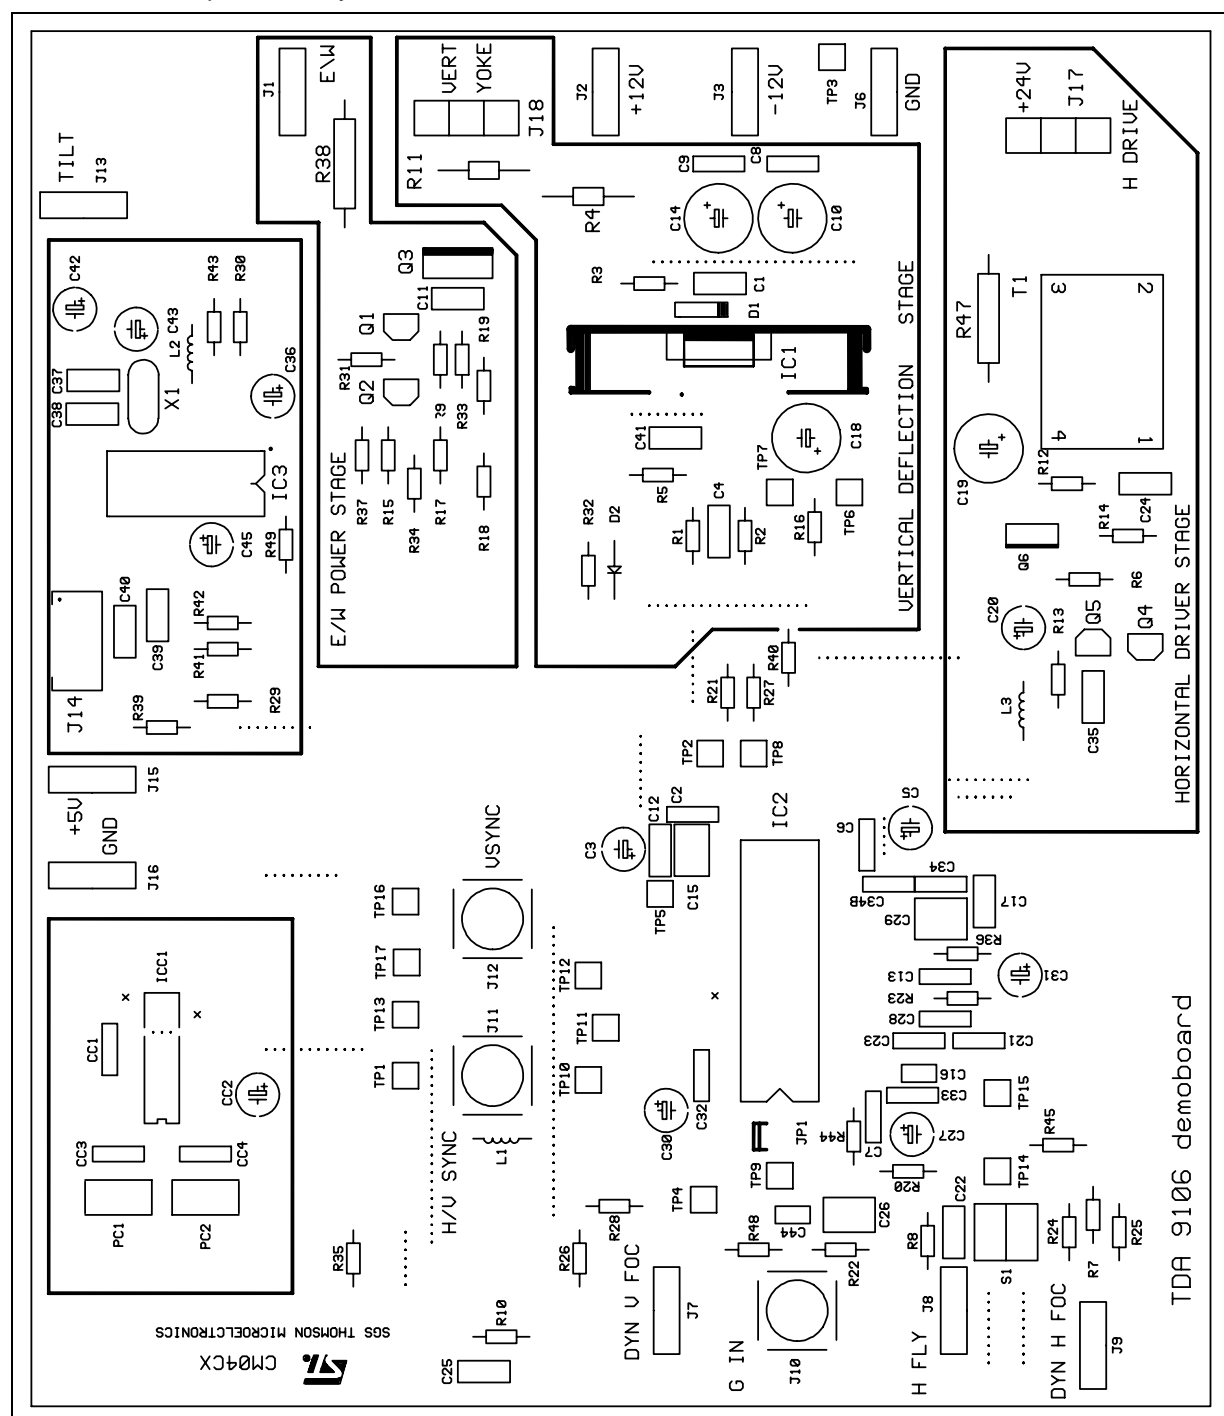 J1
E\W
VERT
YOKE
J18
J2
+12V
J3
-12V
TP3
J6
GND
+24V
J17
H DRIVE
TILT
J13
R38
R11
R4
C9
C8
C14
C10
C42
R43
R30
C43
L2
C36
C37
C38
X1
IC3
C45
R49
C40
C39
R42
R41
R29
R39
J14
Q3
C11
Q1
Q2
R31
R19
R9
R33
R37
R15
R34
R17
R18
E/W POWER STAGE
R3
C1
D1
IC1
C41
TP7
C18
R5
C4
R1
R2
R16
TP6
R32
D2
VERTICAL DEFLECTION STAGE
R47
T1
3
2
4
1
C19
R12
R14
C24
Q6
R6
C20
R13
Q5
Q4
L3
C35
HORIZONTAL DRIVER STAGE
R40
R21
R27
TP2
TP8
J15
+5V
GND
J16
VSYNC
C12
C2
C3
C15
TP5
IC2
C5
C6
C34
C34B
C29
C17
R36
C13
C31
R23
C28
C23
C21
C16
C33
TP15
TP16
TP17
TP13
TP1
J12
J11
TP12
TP11
TP10
ICC1
CC1
CC2
CC3
CC4
PC1
PC2
H/V SYNC
L1
C30
C32
JP1
R44
C7
C27
R20
TP9
TP4
TP14
R45
C22
C44
C26
R48
R22
R8
S1
R24
R7
R25
R28
R26
R35
R10
C25
DYN V FOC
J7
G IN
J10
H FLY
J8
DYN H FOC
J9
TDA 9106 demoboard
SGS THOMSON MICROELECTRONICS
CM04CX
ST